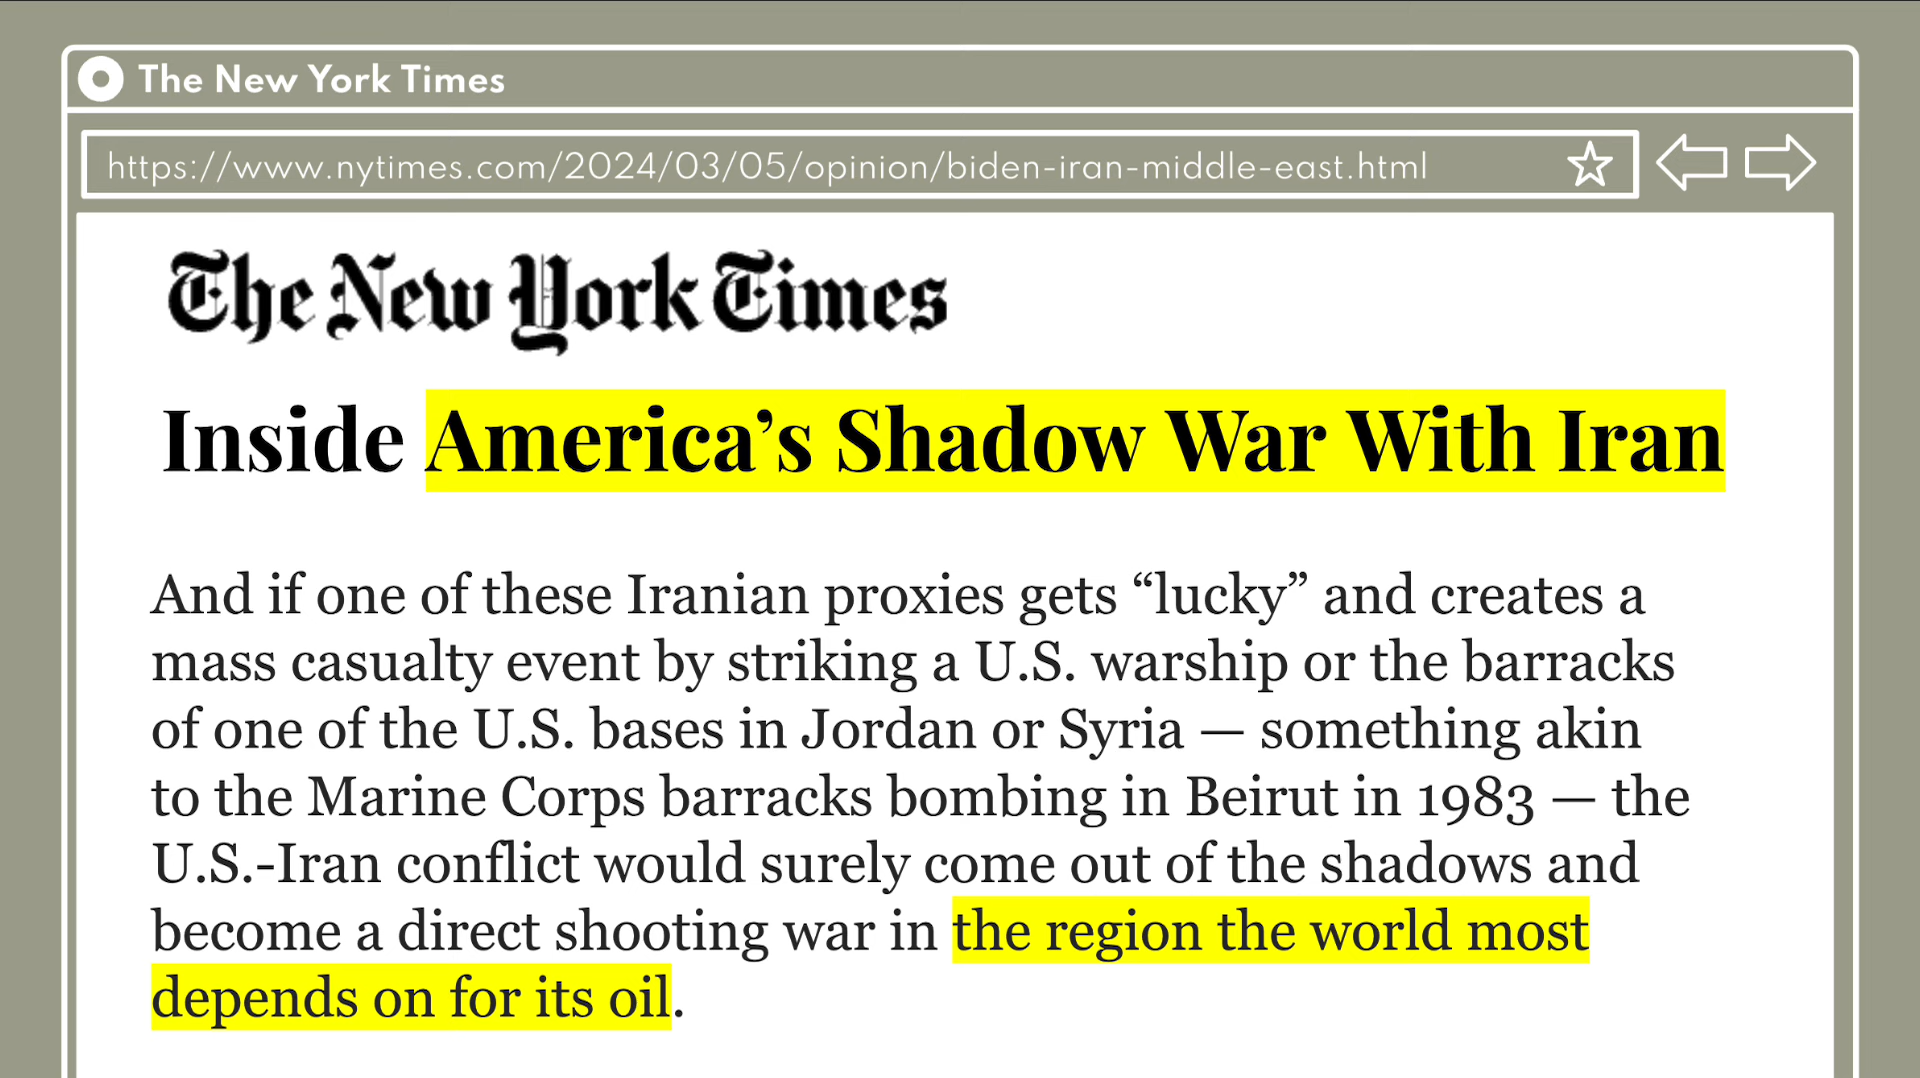 The New York Times
https://www.nytimes.com/2024/03/05/opinion/biden-iran-middle-east.html
The New York Times
Inside America’s Shadow War With Iran
And if one of these Iranian proxies gets “lucky” and creates a
mass casualty event by striking a U.S. warship or the barracks
of one of the U.S. bases in Jordan or Syria — something akin
to the Marine Corps barracks bombing in Beirut in 1983 — the
U.S.-Iran conflict would surely come out of the shadows and
become a direct shooting war in the region the world most
depends on for its oil.